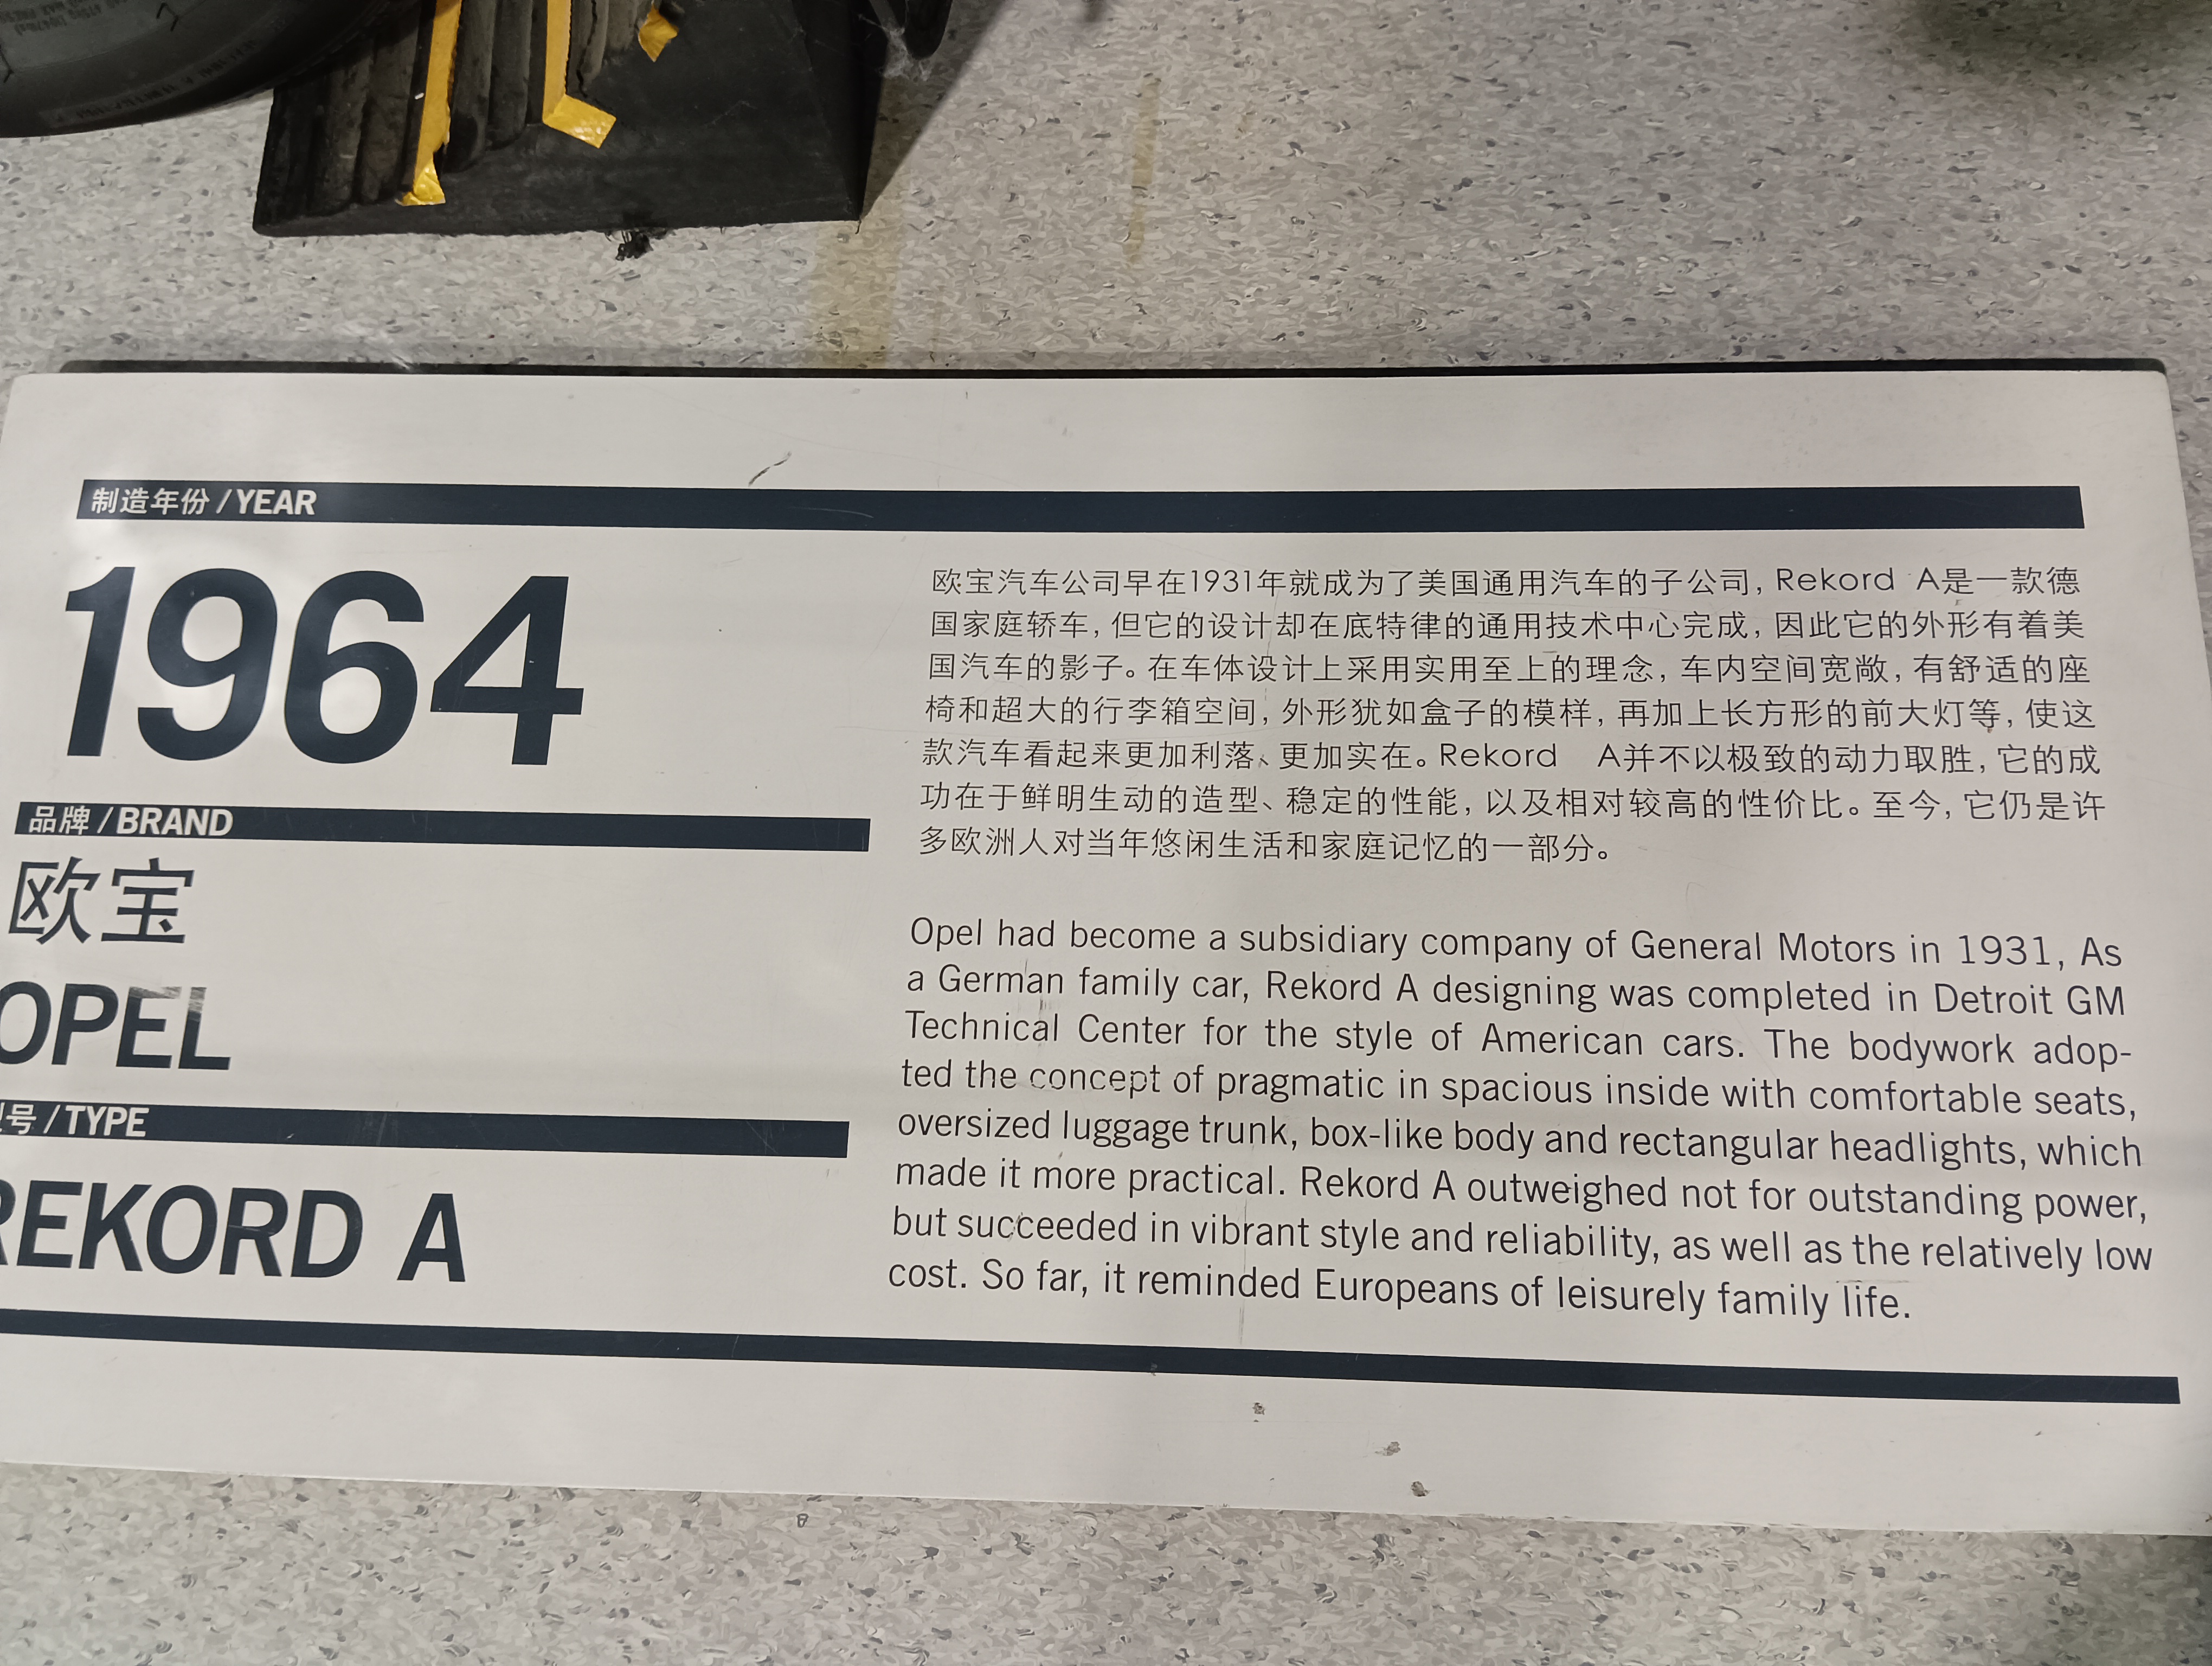 制造年份 / YEAR
1964
品牌 / BRAND
欧宝
OPEL
号 / TYPE
REKORD A
欧宝汽车公司早在1931年就成为了美国通用汽车的子公司, Rekord A是一款德
国家庭轿车, 但它的设计却在底特律的通用技术中心完成, 因此它的外形有着美
国汽车的影子。在车体设计上采用实用至上的理念, 车内空间宽敞, 有舒适的座
椅和超大的行李箱空间, 外形犹如盒子的模样, 再加上长方形的前大灯等, 使这
款汽车看起来更加利落、更加实在。Rekord A并不以极致的动力取胜, 它的成
功在于鲜明生动的造型、稳定的性能, 以及相对较高的性价比。至今, 它仍是许
多欧洲人对当年悠闲生活和家庭记忆的一部分。
Opel had become a subsidiary company of General Motors in 1931, As
a German family car, Rekord A designing was completed in Detroit GM
Technical Center for the style of American cars. The bodywork adop-
ted the concept of pragmatic in spacious inside with comfortable seats,
oversized luggage trunk, box-like body and rectangular headlights, which
made it more practical. Rekord A outweighed not for outstanding power,
but succeeded in vibrant style and reliability, as well as the relatively low
cost. So far, it reminded Europeans of leisurely family life.